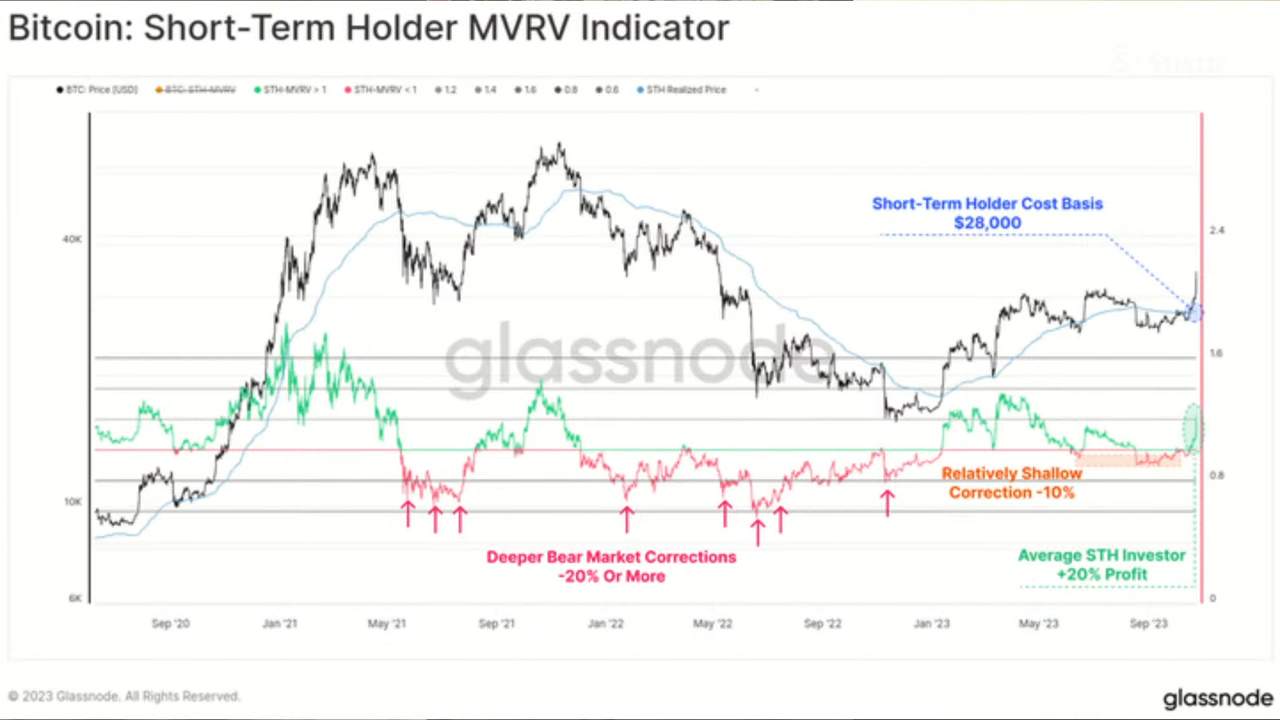 Bitcoin: Short-Term Holder MVRV Indicator
BTC: Price [USD] BTC: STH-MVRV STH-MVRV > 1 STH-MVRV < 1 1.2 1.4 1.6 0.8 0.6 STH Realized Price -
Short-Term Holder Cost Basis
$28,000
40K
2.4
glassnode
1.6
Relatively Shallow
Correction -10%
0.8
10K
Deeper Bear Market Corrections
-20% Or More
Average STH Investor
+20% Profit
6K
0
Sep '20 Jan '21 May '21 Sep '21 Jan '22 May '22 Sep '22 Jan '23 May '23 Sep '23
© 2023 Glassnode. All Rights Reserved.
glassnode